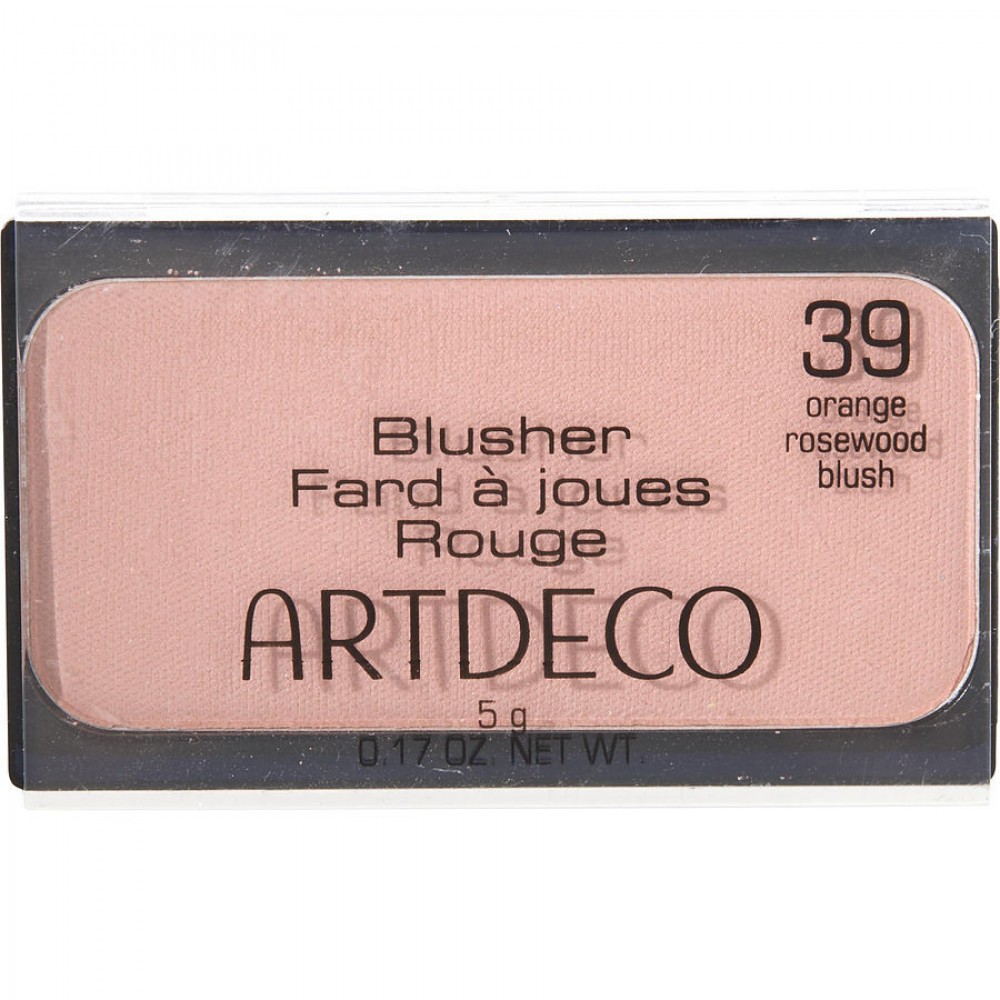 39
orange
rosewood
blush
Blusher
Fard à joues
Rouge
ARTDECO
5 g
0.17 OZ. NET WT.